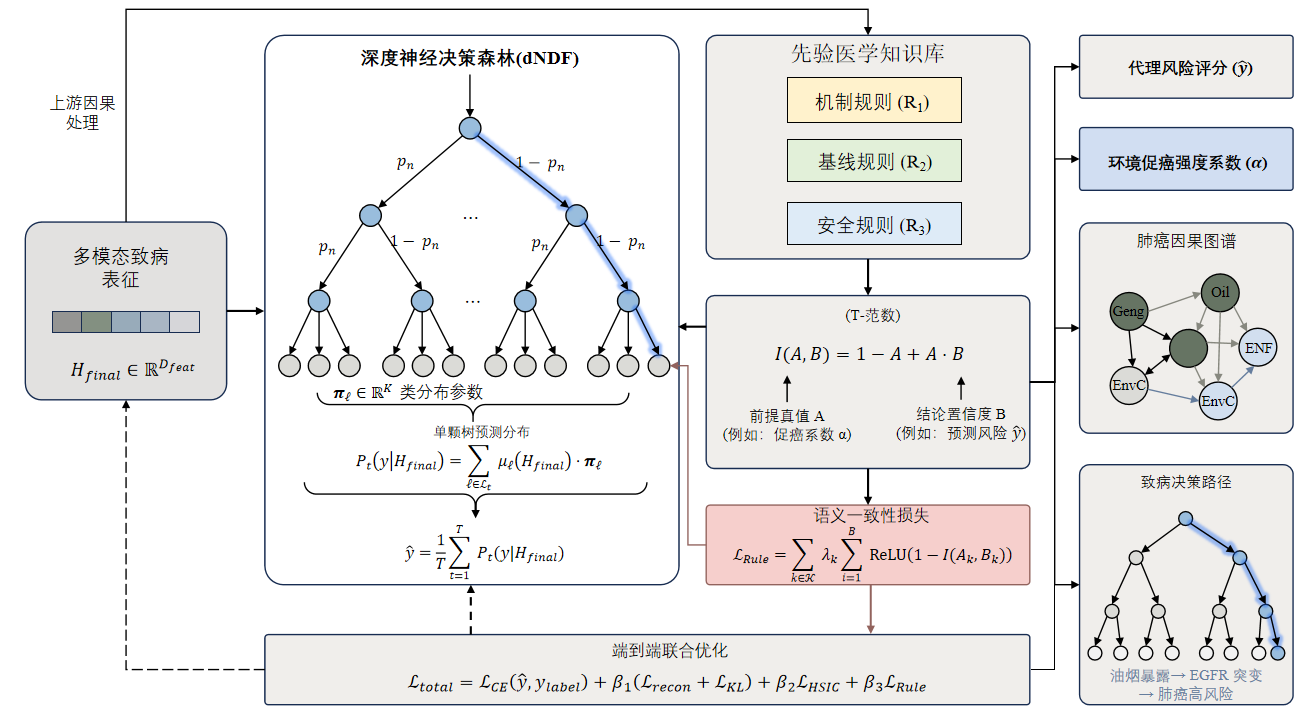 上游因果
处理
多模态致病
表征
H_final ∈ ℝ^{D_feat}
深度神经决策森林(dNDF)
p_n
1 − p_n
...
p_n
1 − p_n
p_n
1 − p_n
...
π_ℓ ∈ ℝ^K 类分布参数
单颗树预测分布
P_t(y|H_final) = ∑_{ℓ∈ℒ_t} μ_ℓ(H_final) · π_ℓ
ŷ = 1/T ∑_{t=1}^{T} P_t(y|H_final)
先验医学知识库
机制规则 (R₁)
基线规则 (R₂)
安全规则 (R₃)
(T-范数)
I(A, B) = 1 − A + A · B
前提真值 A
(例如：促癌系数 α)
结论置信度 B
(例如：预测风险 ŷ)
语义一致性损失
ℒ_Rule = ∑_{k∈𝒦} λ_k ∑_{i=1}^{B} ReLU(1 − I(A_k, B_k))
端到端联合优化
ℒ_total = ℒ_CE(ŷ, y_label) + β₁(ℒ_recon + ℒ_KL) + β₂ℒ_HSIC + β₃ℒ_Rule
代理风险评分 (ŷ)
环境促癌强度系数 (α)
肺癌因果图谱
Geng
Oil
ENF
EnvC
EnvC
致病决策路径
油烟暴露→ EGFR 突变
→ 肺癌高风险